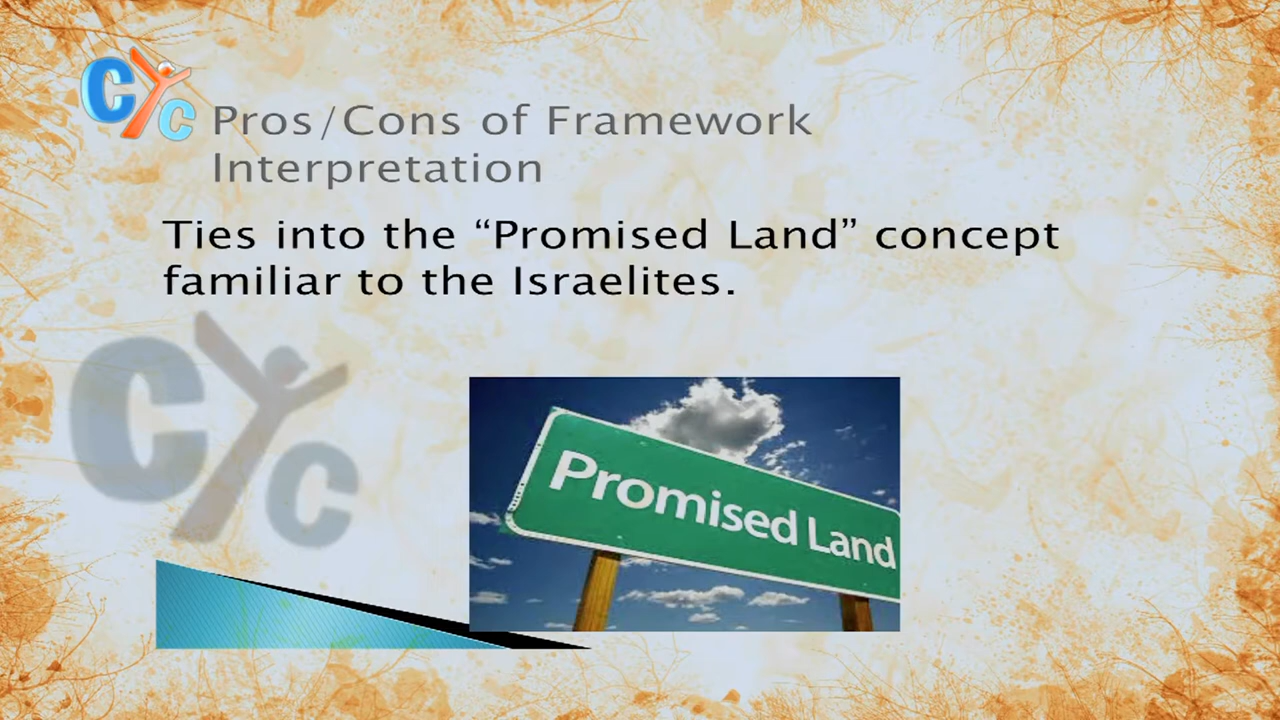 CYC
Pros/Cons of Framework
Interpretation
Ties into the “Promised Land” concept
familiar to the Israelites.
CYC
Promised Land